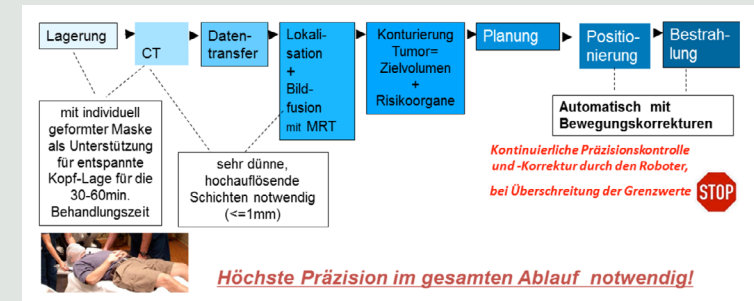 Lagerung
CT
Daten-
transfer
Lokali-
sation
+
Bild-
fusion
mit MRT
Konturierung
Tumor=
Zielvolumen
+
Risikoorgane
Planung
Positio-
nierung
Bestrah-
lung
mit individuell
geformter Maske
als Unterstützung
für entspannte
Kopf-Lage für die
30-60min.
Behandlungszeit
sehr dünne,
hochauflösende
Schichten notwendig
(<=1mm)
Automatisch mit
Bewegungskorrekturen
Kontinuierliche Präzisionskontrolle
und -Korrektur durch den Roboter,
bei Überschreitung der Grenzwerte
STOP
Höchste Präzision im gesamten Ablauf notwendig!